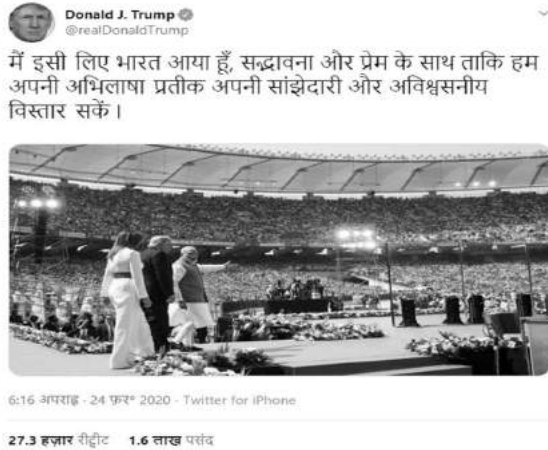 Donald J. Trump
@realDonaldTrump
मैं इसी लिए भारत आया हूँ, सद्भावना और प्रेम के साथ ताकि हम
अपनी अभिलाषा प्रतीक अपनी सांझेदारी और अविश्वसनीय
विस्तार सकें ।
6:16 अपराह्न - 24 फ़र॰ 2020 - Twitter for iPhone
27.3 हज़ार रीट्वीट 1.6 लाख पसंद